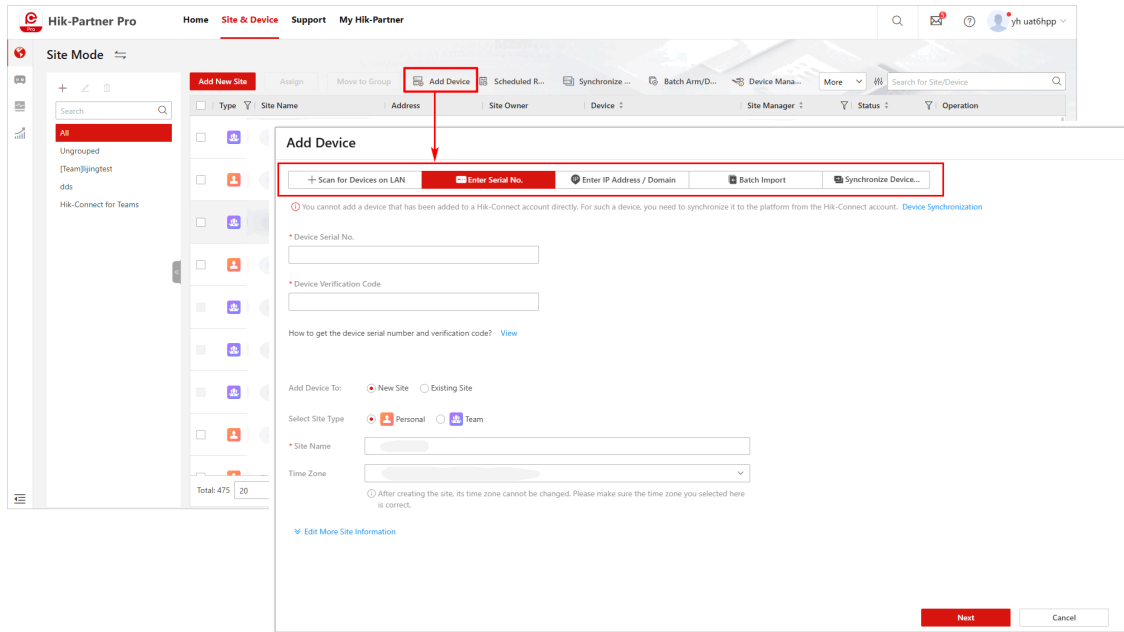 Hik-Partner Pro
Home Site & Device Support My Hik-Partner
5
yh uat6hpp
Pro
Site Mode
Add New Site Assign Move to Group Add Device Scheduled R... Synchronize ... Batch Arm/D... Device Mana... More Search for Site/Device
Search
Type Site Name Address Site Owner Device Site Manager Status Operation
All
Ungrouped
[Team]lijingtest
dds
Hik-Connect for Teams
Total: 475 20
Add Device
Scan for Devices on LAN Enter Serial No. IP Enter IP Address / Domain Batch Import Synchronize Device...
You cannot add a device that has been added to a Hik-Connect account directly. For such a device, you need to synchronize it to the platform from the Hik-Connect account. Device Synchronization
* Device Serial No.
* Device Verification Code
How to get the device serial number and verification code? View
Add Device To: New Site Existing Site
Select Site Type Personal Team
* Site Name
Time Zone
After creating the site, its time zone cannot be changed. Please make sure the time zone you selected here
is correct.
Edit More Site Information
Next Cancel